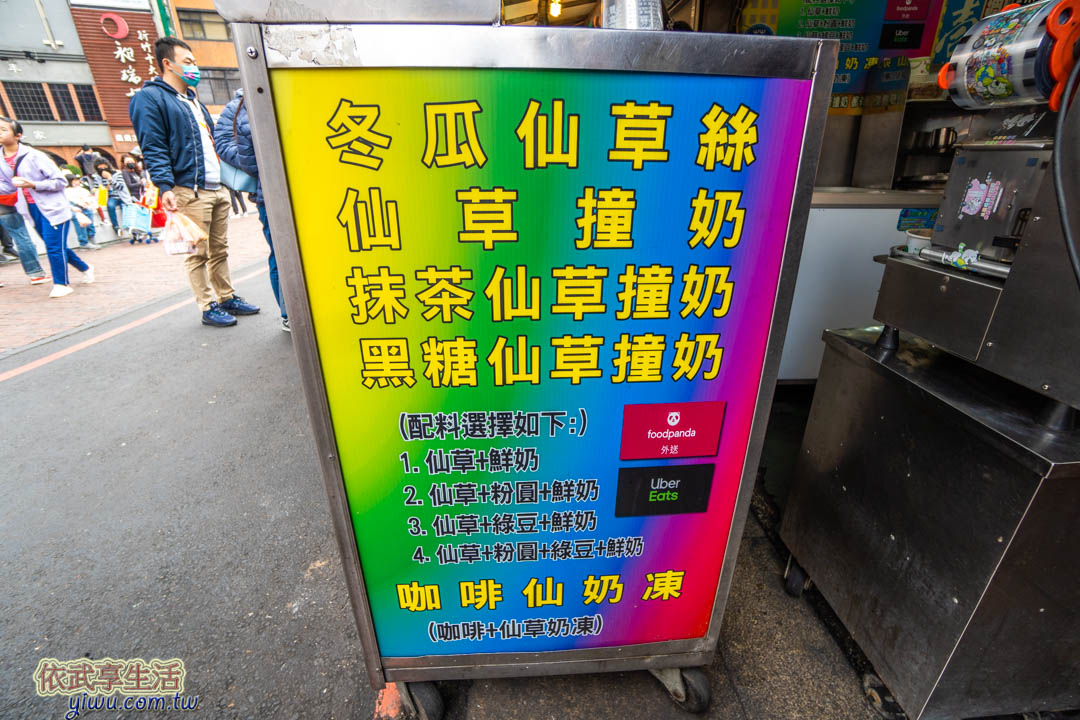 冬瓜仙草絲
仙草撞奶
抹茶仙草撞奶
黑糖仙草撞奶
(配料選擇如下:)
1. 仙草+鮮奶
2. 仙草+粉圓+鮮奶
3. 仙草+綠豆+鮮奶
4. 仙草+粉圓+綠豆+鮮奶
foodpanda
外送
Uber
Eats
咖啡仙奶凍
(咖啡+仙草奶凍)
依武享生活
yiwu.com.tw